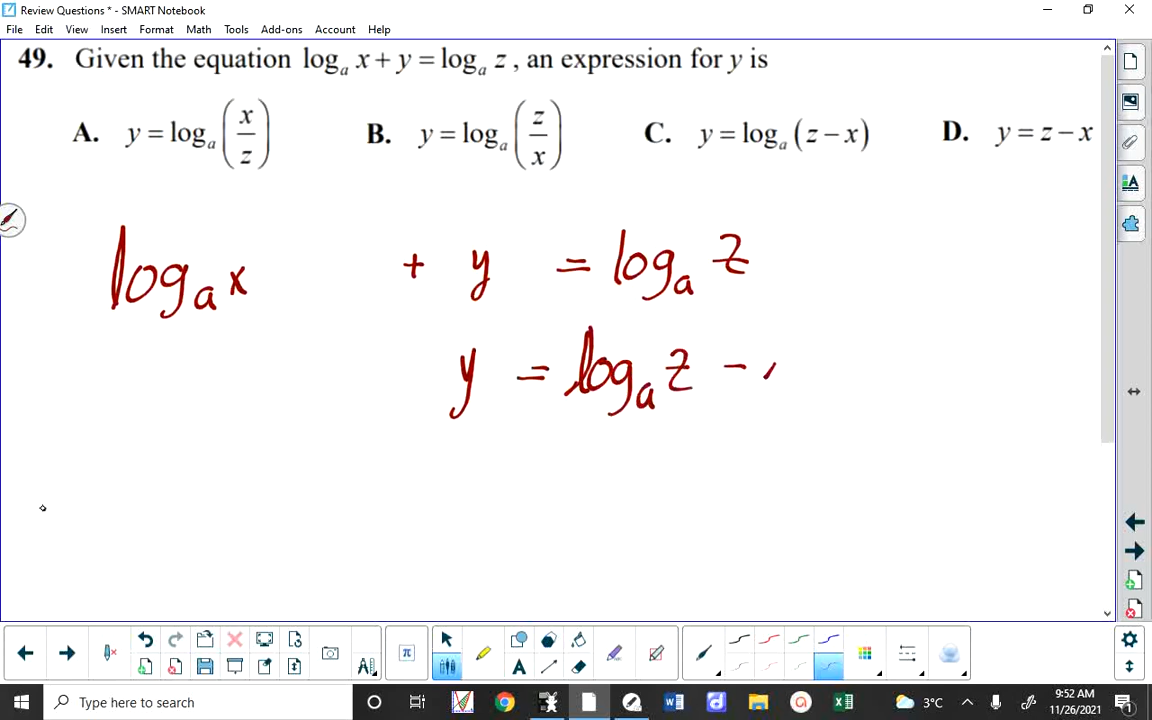 Review Questions * - SMART Notebook
File Edit View Insert Format Math Tools Add-ons Account Help
49. Given the equation logₐ x + y = logₐ z , an expression for y is
A. y = logₐ (x/z) B. y = logₐ (z/x) C. y = logₐ (z − x) D. y = z − x
logₐ x + y = logₐ z
y = logₐ z −
π A
Type here to search
3°C
9:52 AM
11/26/2021
1